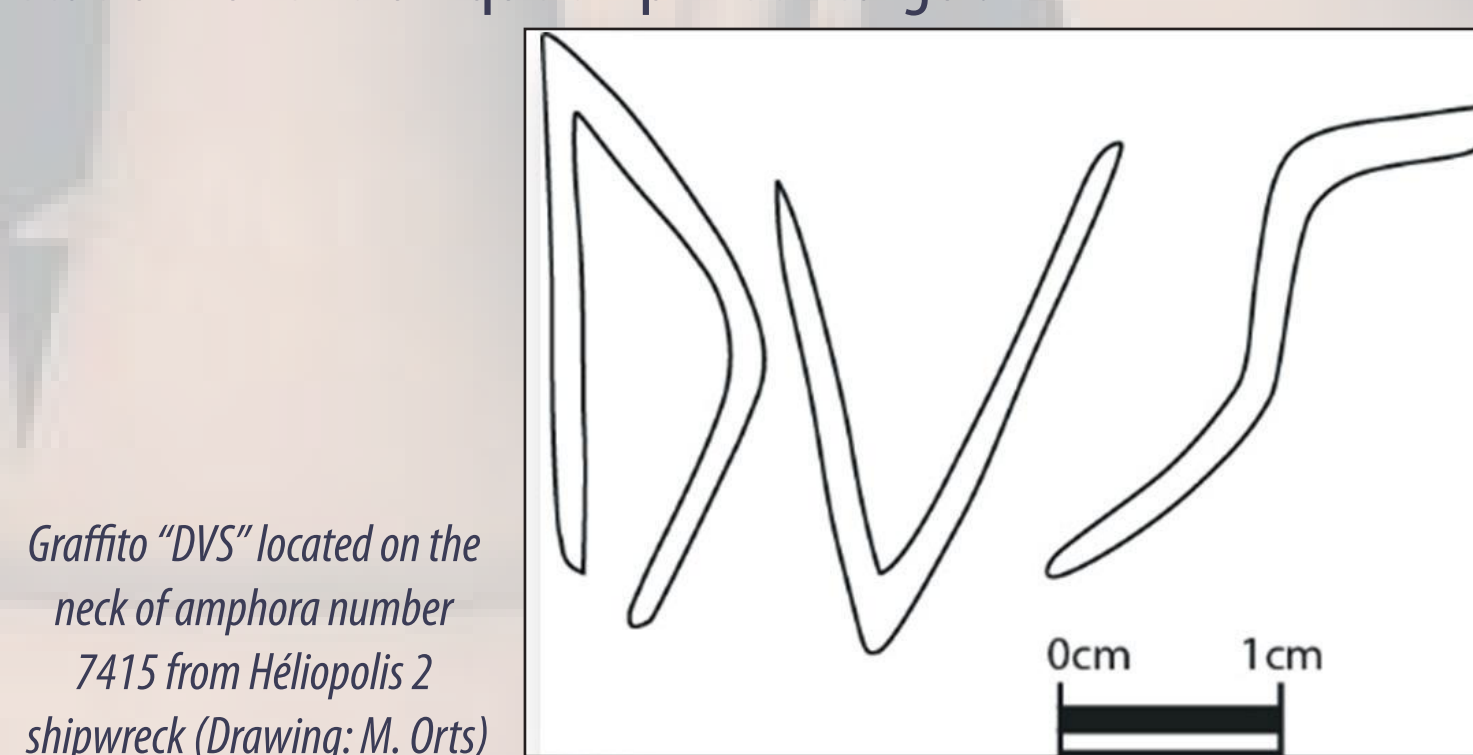 Graffito “DVS” located on the
neck of amphora number
7415 from Héliopolis 2
shipwreck (Drawing: M. Orts)
DVS
0cm 1cm